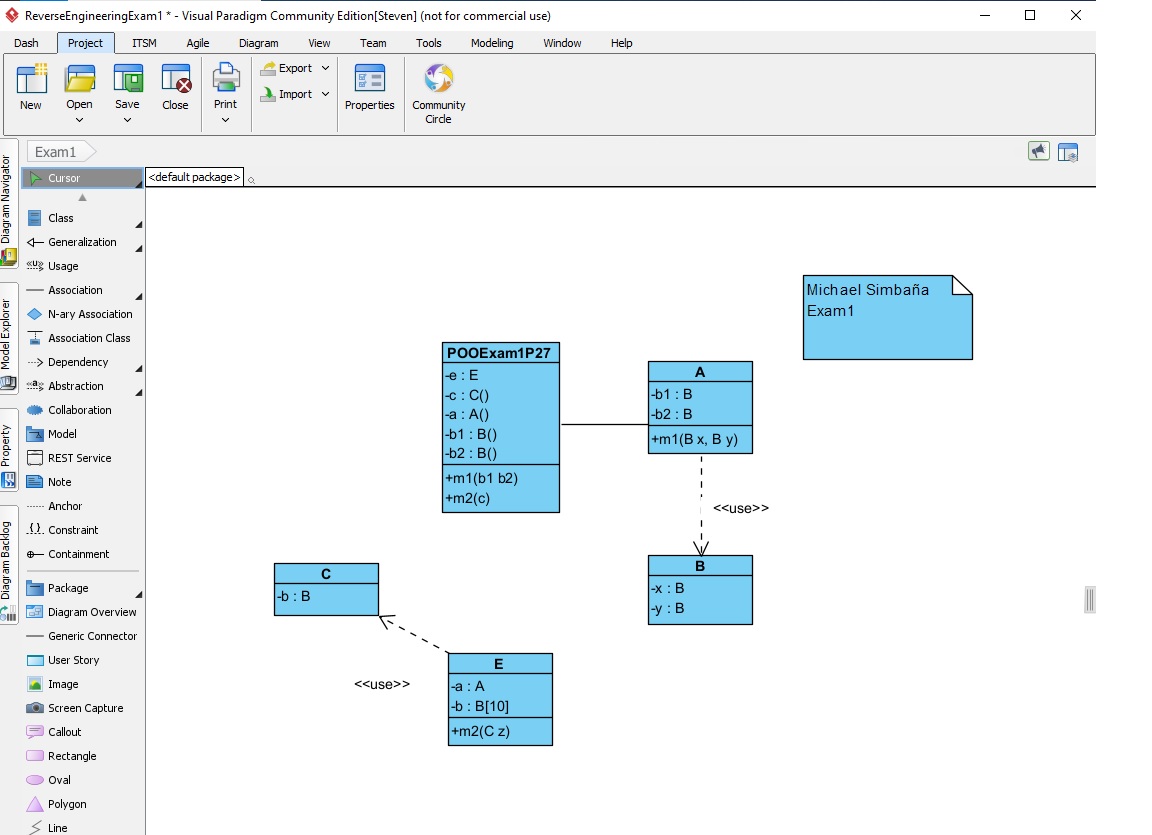 ReverseEngineeringExam1 * - Visual Paradigm Community Edition[Steven] (not for commercial use)
Dash Project ITSM Agile Diagram View Team Tools Modeling Window Help
New Open Save Close Print Export Import Properties Community Circle
Exam1
Diagram Navigator
Model Explorer
Property
Diagram Backlog
Cursor
<default package>
Class
Generalization
<<U>> Usage
Association
N-ary Association
Association Class
Dependency
<<a>> Abstraction
Collaboration
Model
REST Service
Note
Anchor
{.} Constraint
Containment
Package
Diagram Overview
Generic Connector
User Story
Image
Screen Capture
Callout
Rectangle
Oval
Polygon
Line
Michael Simbaña
Exam1
POOExam1P27
-e : E
-c : C()
-a : A()
-b1 : B()
-b2 : B()
+m1(b1 b2)
+m2(c)
A
-b1 : B
-b2 : B
+m1(B x, B y)
<<use>>
B
-x : B
-y : B
C
-b : B
<<use>>
E
-a : A
-b : B[10]
+m2(C z)